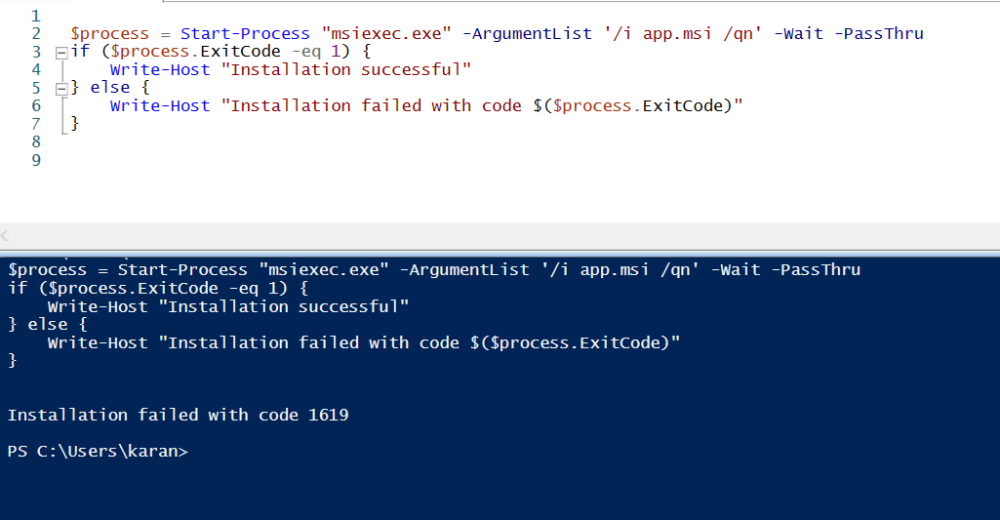 1
2 $process = Start-Process "msiexec.exe" -ArgumentList '/i app.msi /qn' -Wait -PassThru
3 if ($process.ExitCode -eq 1) {
4 Write-Host "Installation successful"
5 } else {
6 Write-Host "Installation failed with code $($process.ExitCode)"
7 }
8
9
$process = Start-Process "msiexec.exe" -ArgumentList '/i app.msi /qn' -Wait -PassThru
if ($process.ExitCode -eq 1) {
Write-Host "Installation successful"
} else {
Write-Host "Installation failed with code $($process.ExitCode)"
}
Installation failed with code 1619
PS C:\Users\karan>